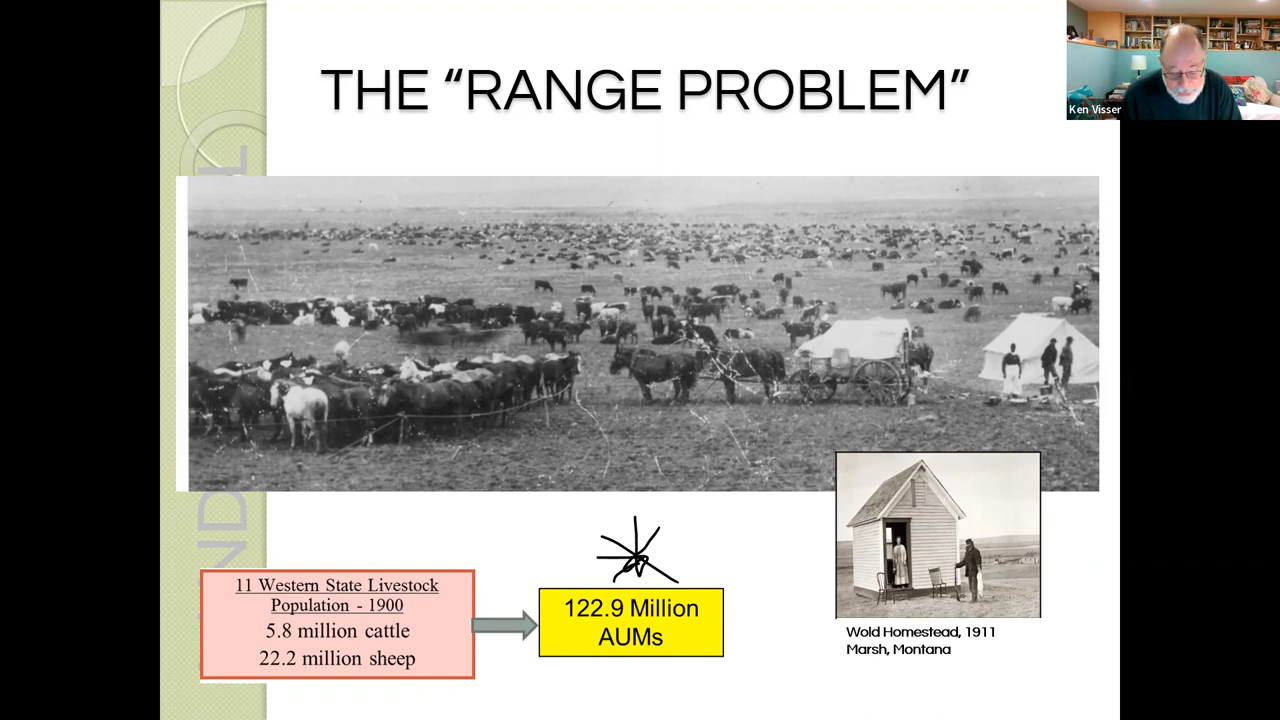 THE “RANGE PROBLEM”
Ken Visser
11 Western State Livestock
Population - 1900
5.8 million cattle
22.2 million sheep
122.9 Million
AUMs
Wold Homestead, 1911
Marsh, Montana